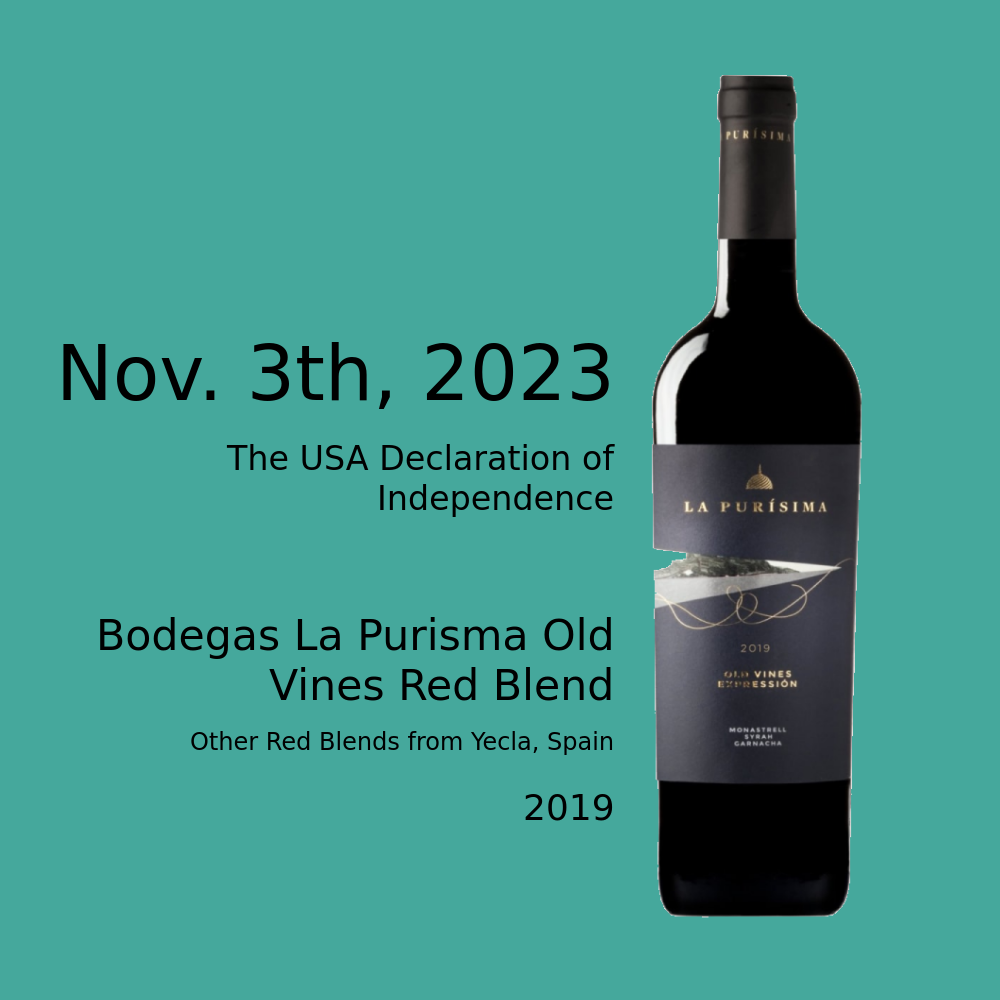 PURÍSIMA
Nov. 3th, 2023
The USA Declaration of
Independence
LA PURÍSIMA
Bodegas La Purisma Old
Vines Red Blend
2019
OLD VINES
EXPRESSIÓN
Other Red Blends from Yecla, Spain
MONASTRELL
SYRAH
GARNACHA
2019